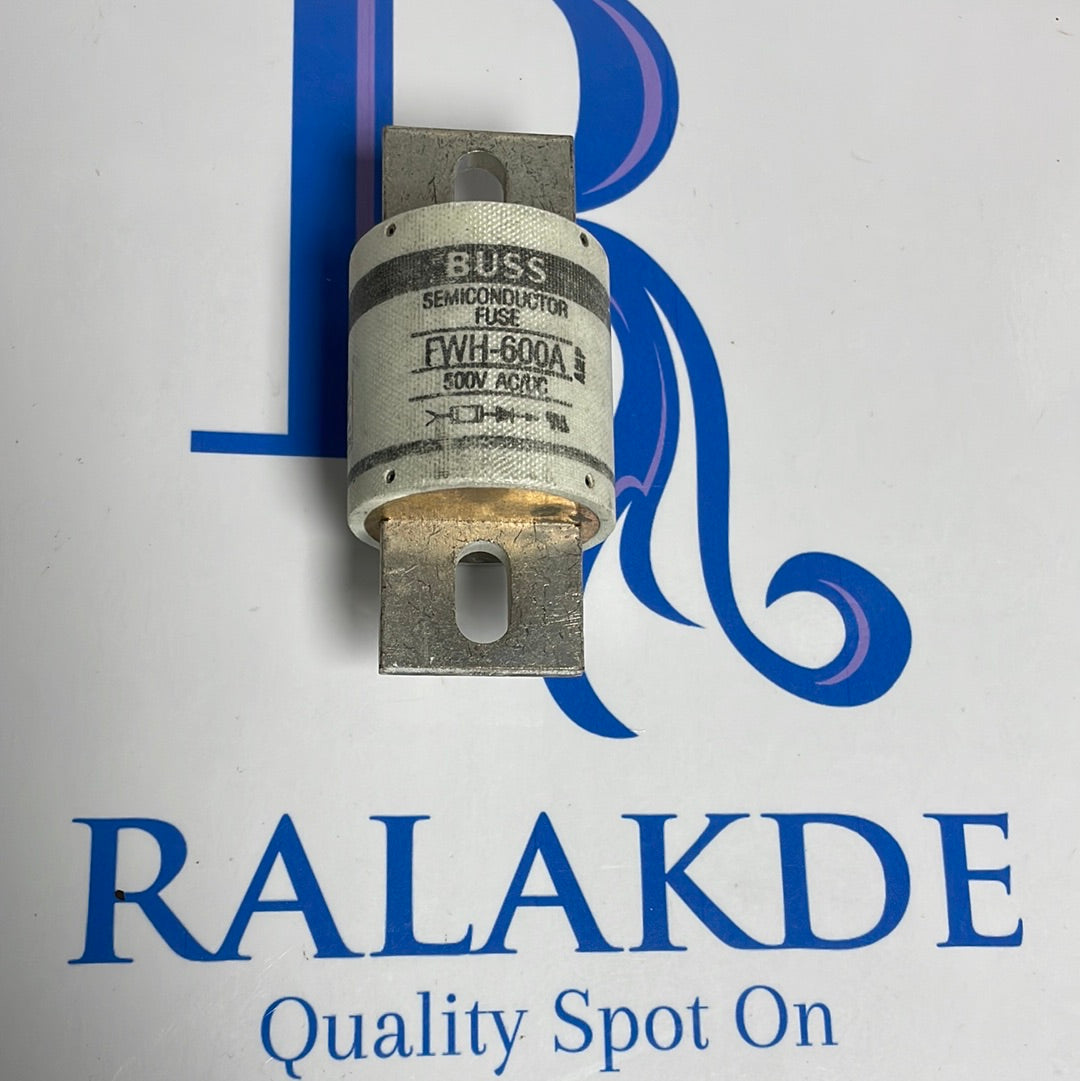 BUSS
SEMICONDUCTOR
FUSE
FWH-600A
500V AC/DC
RALAKDE
Quality Spot On